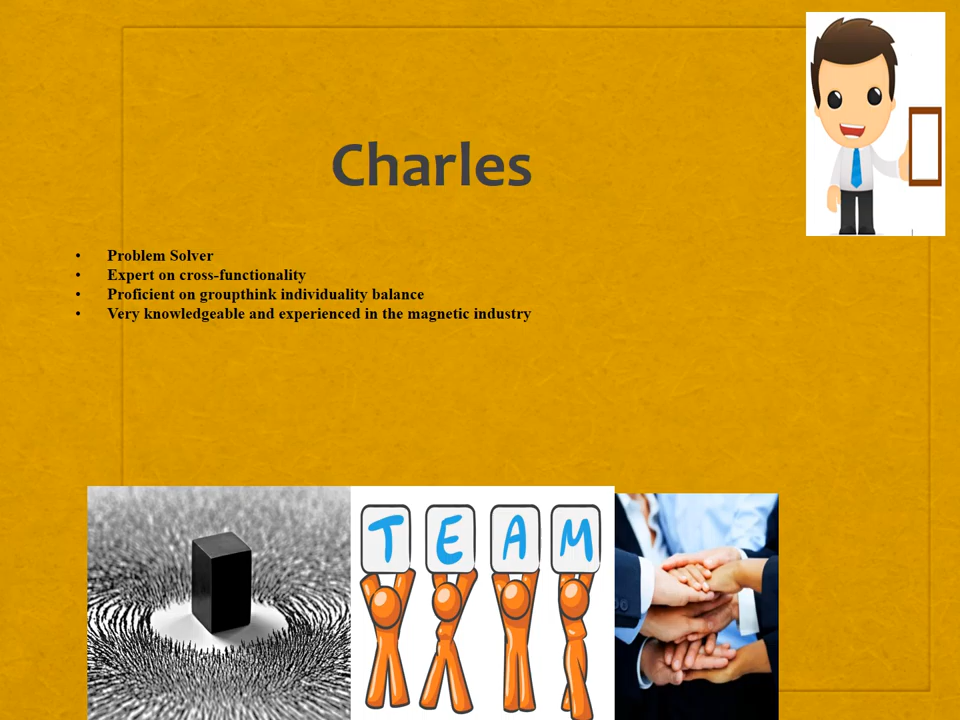 Charles
• Problem Solver
• Expert on cross-functionality
• Proficient on groupthink individuality balance
• Very knowledgeable and experienced in the magnetic industry
T E A M